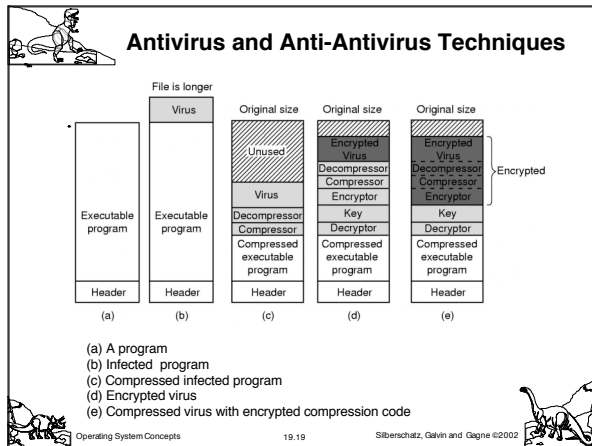 Antivirus and Anti-Antivirus Techniques
File is longer
Virus
Executable
program
Header
(a)
Executable
program
Header
(b)
Original size
Unused
Virus
Decompressor
Compressor
Compressed
executable
program
Header
(c)
Original size
Encrypted
Virus
Decompressor
Compressor
Encryptor
Key
Decryptor
Compressed
executable
program
Header
(d)
Original size
Encrypted
Virus
Decompressor
Compressor
Encryptor
Key
Decryptor
Compressed
executable
program
Header
(e)
Encrypted
(a) A program
(b) Infected program
(c) Compressed infected program
(d) Encrypted virus
(e) Compressed virus with encrypted compression code
Operating System Concepts
19.19
Silberschatz, Galvin and Gagne ©2002